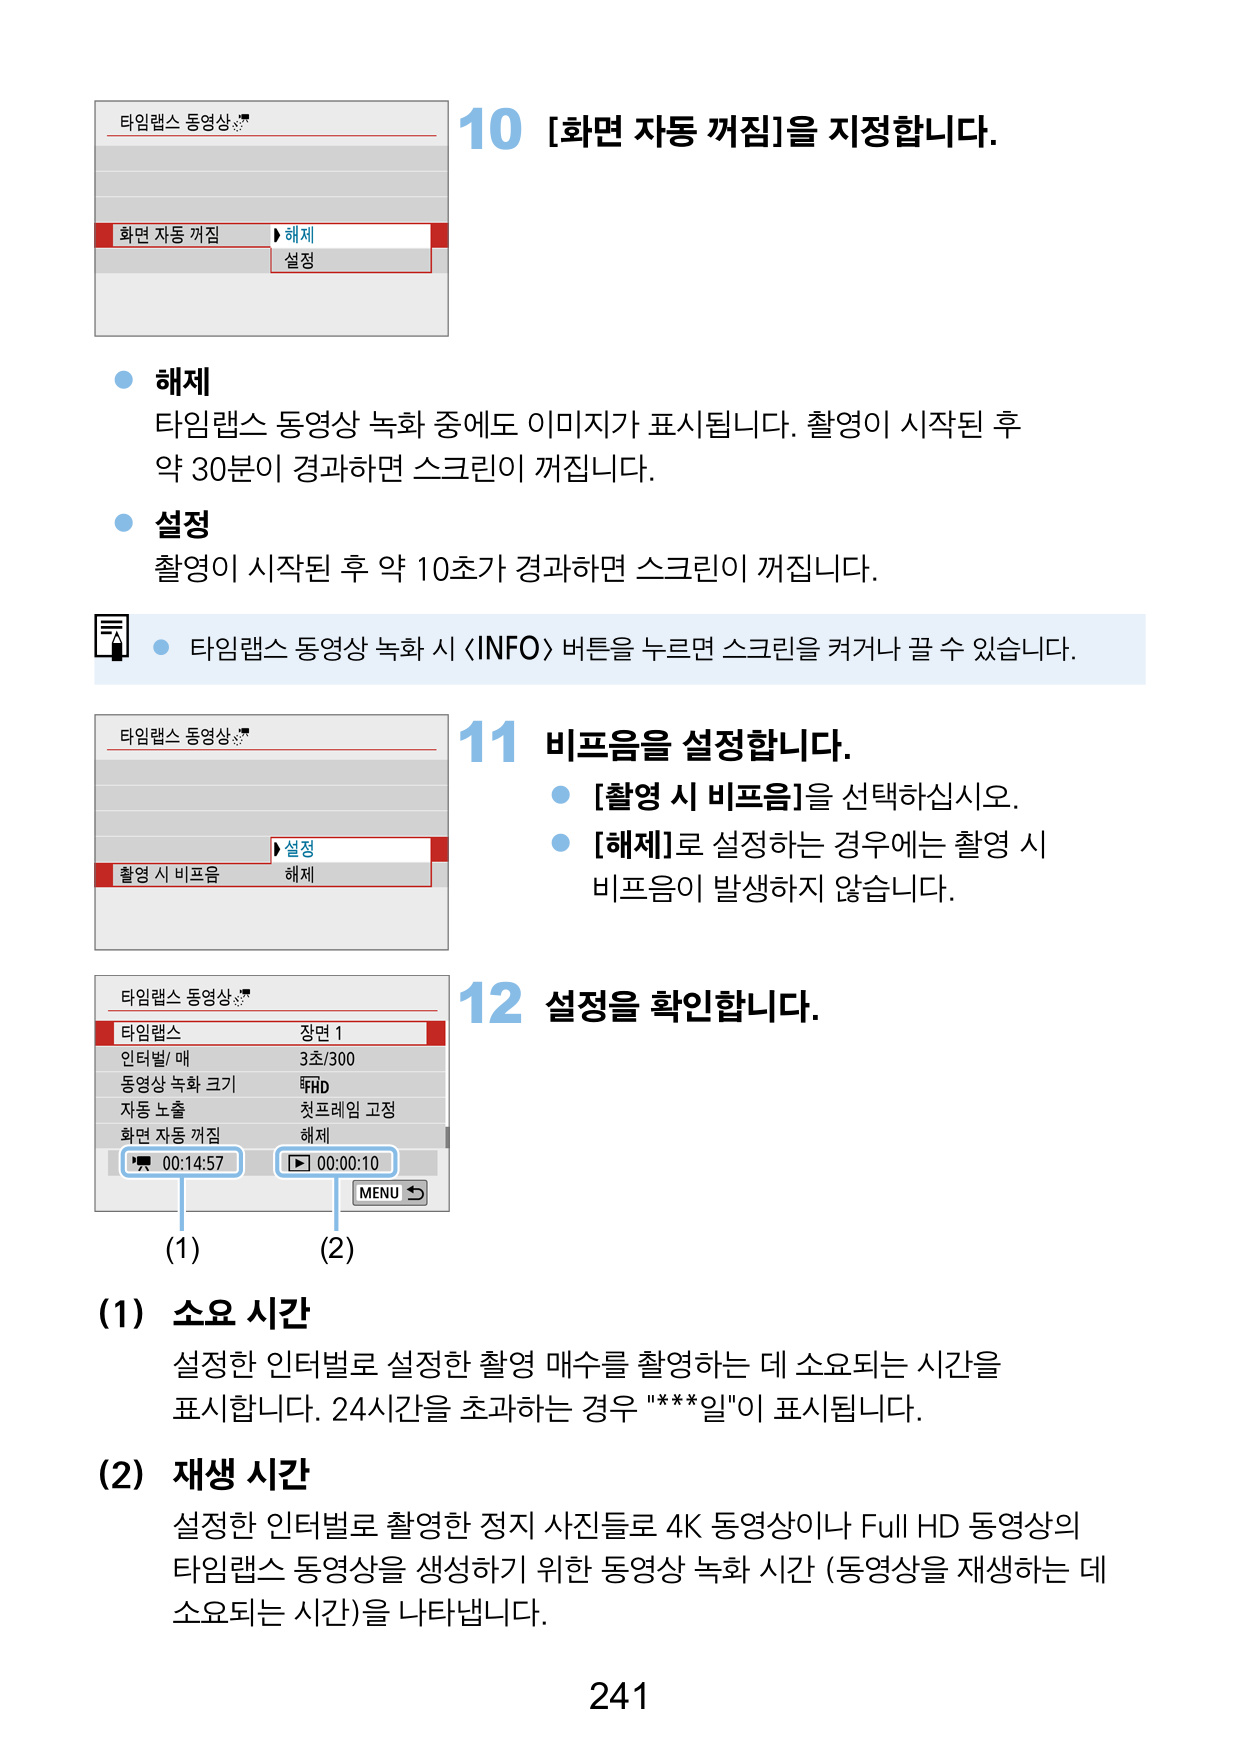 타임랩스 동영상
화면 자동 꺼짐
해제
설정
10 [화면 자동 꺼짐]을 지정합니다.
● 해제
타임랩스 동영상 녹화 중에도 이미지가 표시됩니다. 촬영이 시작된 후
약 30분이 경과하면 스크린이 꺼집니다.
● 설정
촬영이 시작된 후 약 10초가 경과하면 스크린이 꺼집니다.
● 타임랩스 동영상 녹화 시 <INFO> 버튼을 누르면 스크린을 켜거나 끌 수 있습니다.
타임랩스 동영상
설정
촬영 시 비프음 해제
11 비프음을 설정합니다.
● [촬영 시 비프음]을 선택하십시오.
● [해제]로 설정하는 경우에는 촬영 시
비프음이 발생하지 않습니다.
타임랩스 동영상
타임랩스 장면 1
인터벌/ 매 3초/300
동영상 녹화 크기 FHD
자동 노출 첫프레임 고정
화면 자동 꺼짐 해제
00:14:57 00:00:10
MENU
(1) (2)
12 설정을 확인합니다.
(1) 소요 시간
설정한 인터벌로 설정한 촬영 매수를 촬영하는 데 소요되는 시간을
표시합니다. 24시간을 초과하는 경우 "***일"이 표시됩니다.
(2) 재생 시간
설정한 인터벌로 촬영한 정지 사진들로 4K 동영상이나 Full HD 동영상의
타임랩스 동영상을 생성하기 위한 동영상 녹화 시간 (동영상을 재생하는 데
소요되는 시간)을 나타냅니다.
241